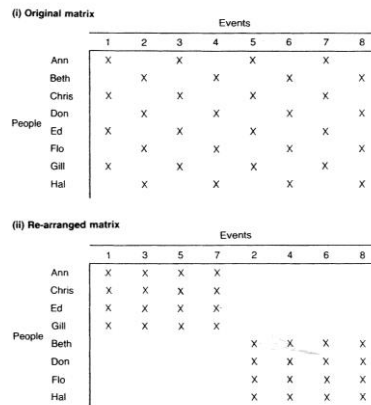 (i) Original matrix
Events
1 2 3 4 5 6 7 8
Ann X X X X
Beth X X X X
Chris X X X X
Don X X X X
People
Ed X X X X
Flo X X X X
Gill X X X X
Hal X X X X
(ii) Re-arranged matrix
Events
1 3 5 7 2 4 6 8
Ann X X X X
Chris X X X X
Ed X X X X
Gill X X X X
People
Beth X X X X
Don X X X X
Flo X X X X
Hal X X X X